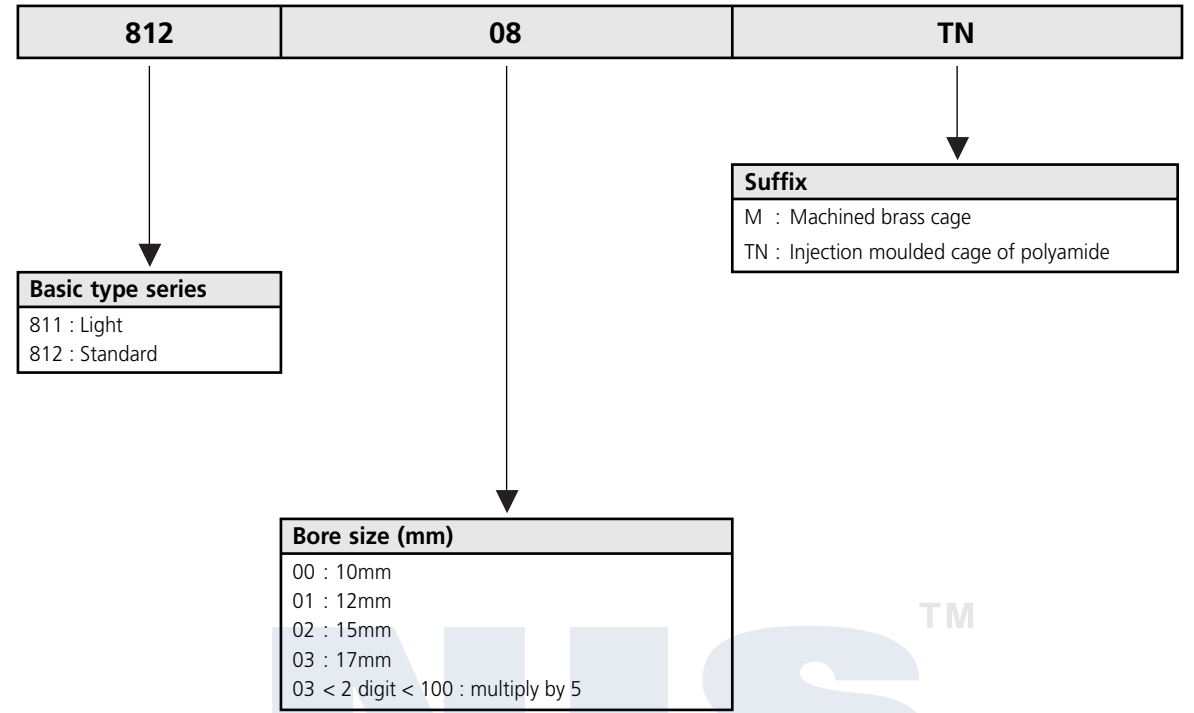 812 08 TN
Suffix
M : Machined brass cage
TN : Injection moulded cage of polyamide
Basic type series
811 : Light
812 : Standard
Bore size (mm)
00 : 10mm
01 : 12mm
02 : 15mm
03 : 17mm
03 < 2 digit < 100 : multiply by 5
TM